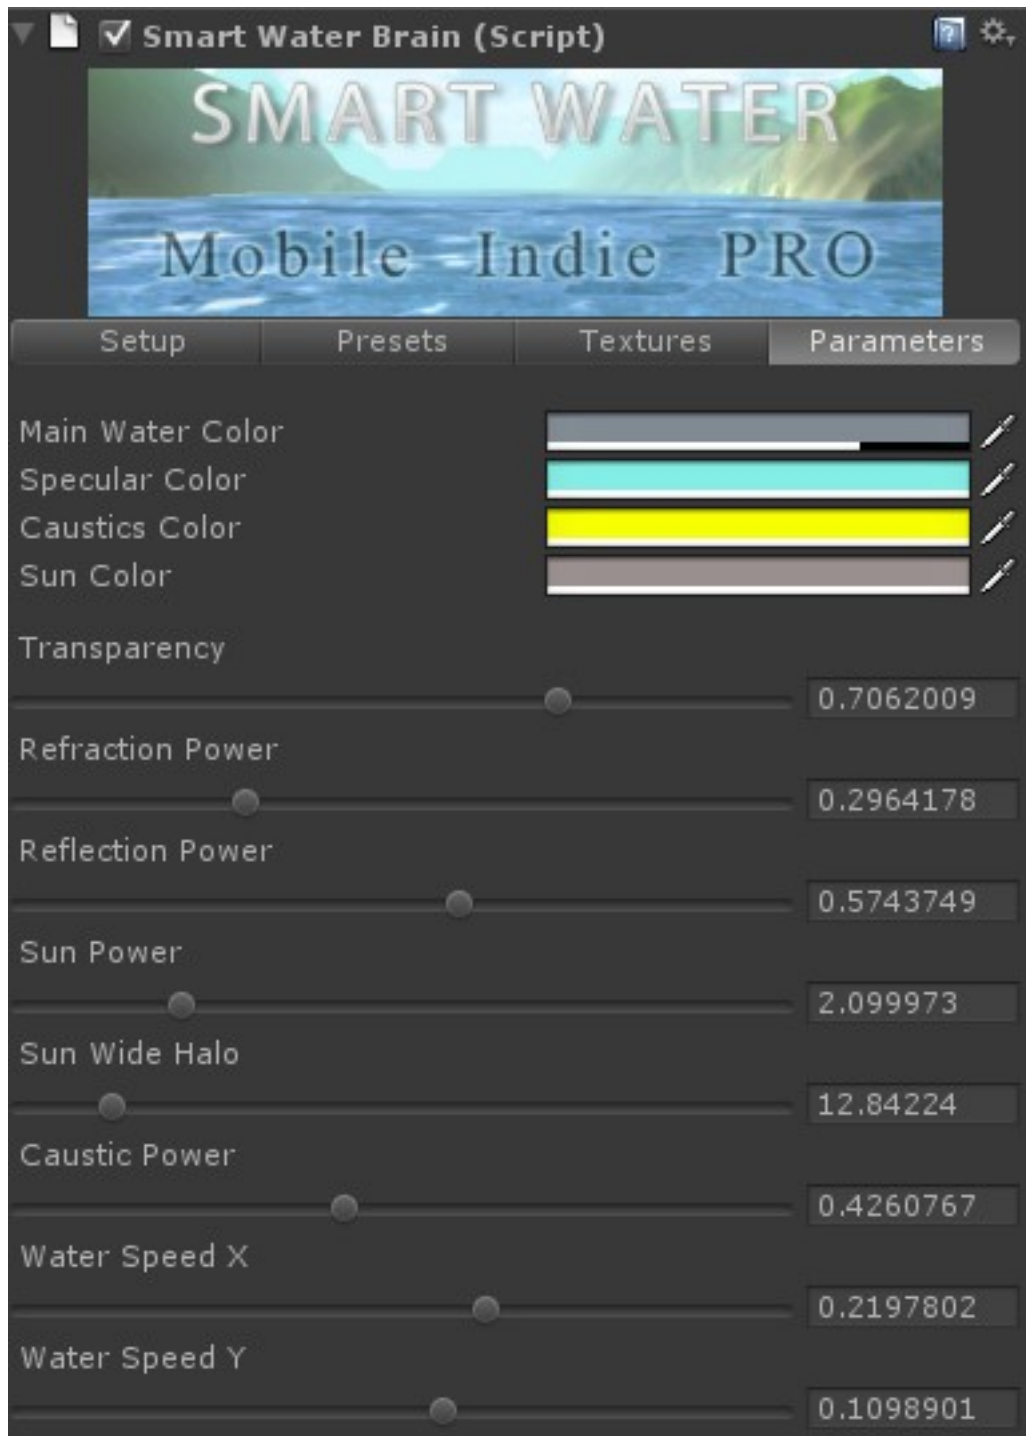 Smart Water Brain (Script)
SMART WATER
Mobile Indie PRO
Setup Presets Textures Parameters
Main Water Color
Specular Color
Caustics Color
Sun Color
Transparency
0.7062009
Refraction Power
0.2964178
Reflection Power
0.5743749
Sun Power
2.099973
Sun Wide Halo
12.84224
Caustic Power
0.4260767
Water Speed X
0.2197802
Water Speed Y
0.1098901